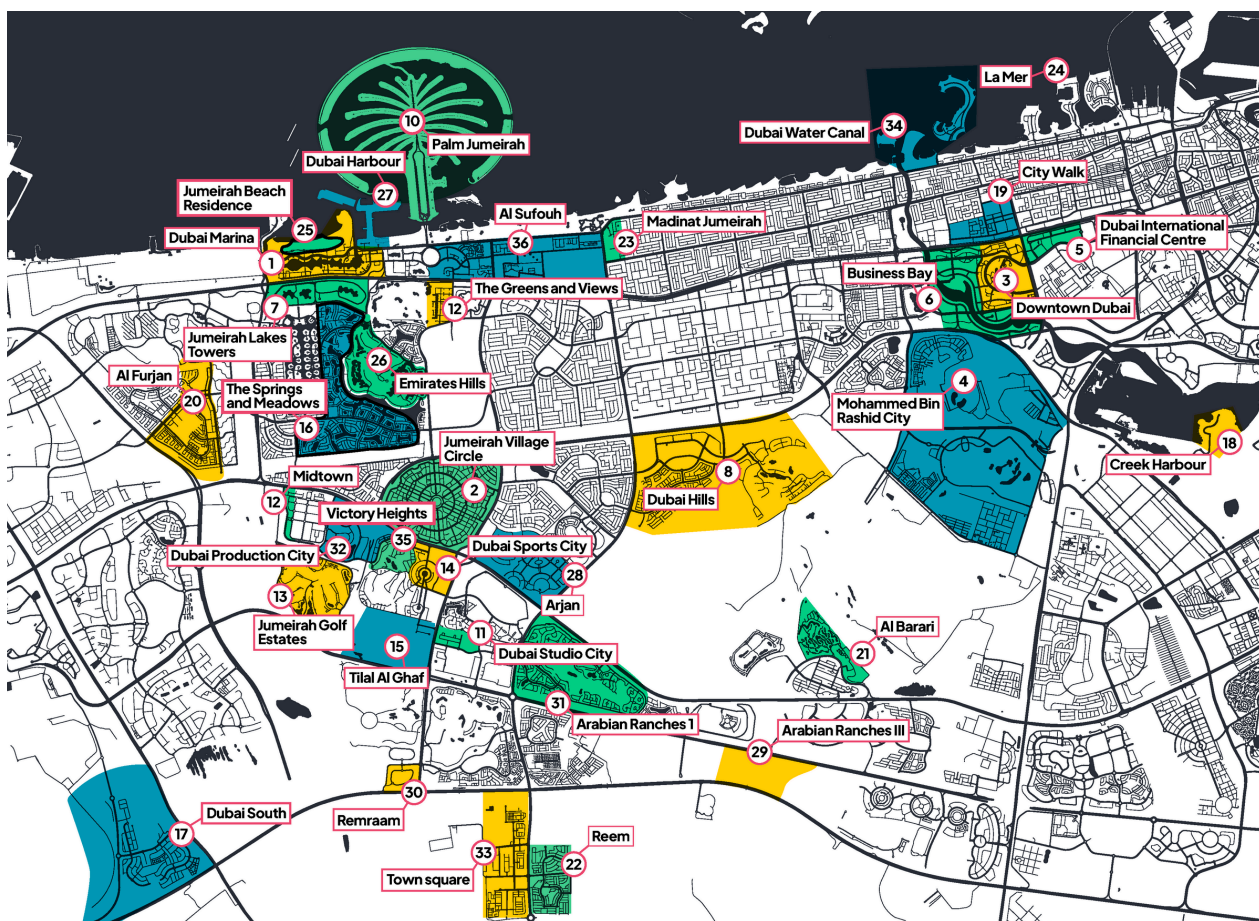 24
La Mer
10
34
Dubai Water Canal
Palm Jumeirah
Dubai Harbour
27
City Walk
19
Jumeirah Beach
Residence
25
Al Sufouh
36
Madinat Jumeirah
23
Dubai Marina
1
Dubai International
Financial Centre
5
Business Bay
6
3
Downtown Dubai
The Greens and Views
12
7
Jumeirah Lakes
Towers
26
Emirates Hills
Al Furjan
20
The Springs
and Meadows
16
4
Mohammed Bin
Rashid City
18
Creek Harbour
Jumeirah Village
Circle
2
8
Dubai Hills
Midtown
12
Victory Heights
35
Dubai Production City
32
Dubai Sports City
14
28
Arjan
13
Jumeirah Golf
Estates
15
Tilal Al Ghaf
11
Dubai Studio City
Al Barari
21
31
Arabian Ranches 1
Arabian Ranches III
29
30
Remraam
Dubai South
17
33
Town square
Reem
22